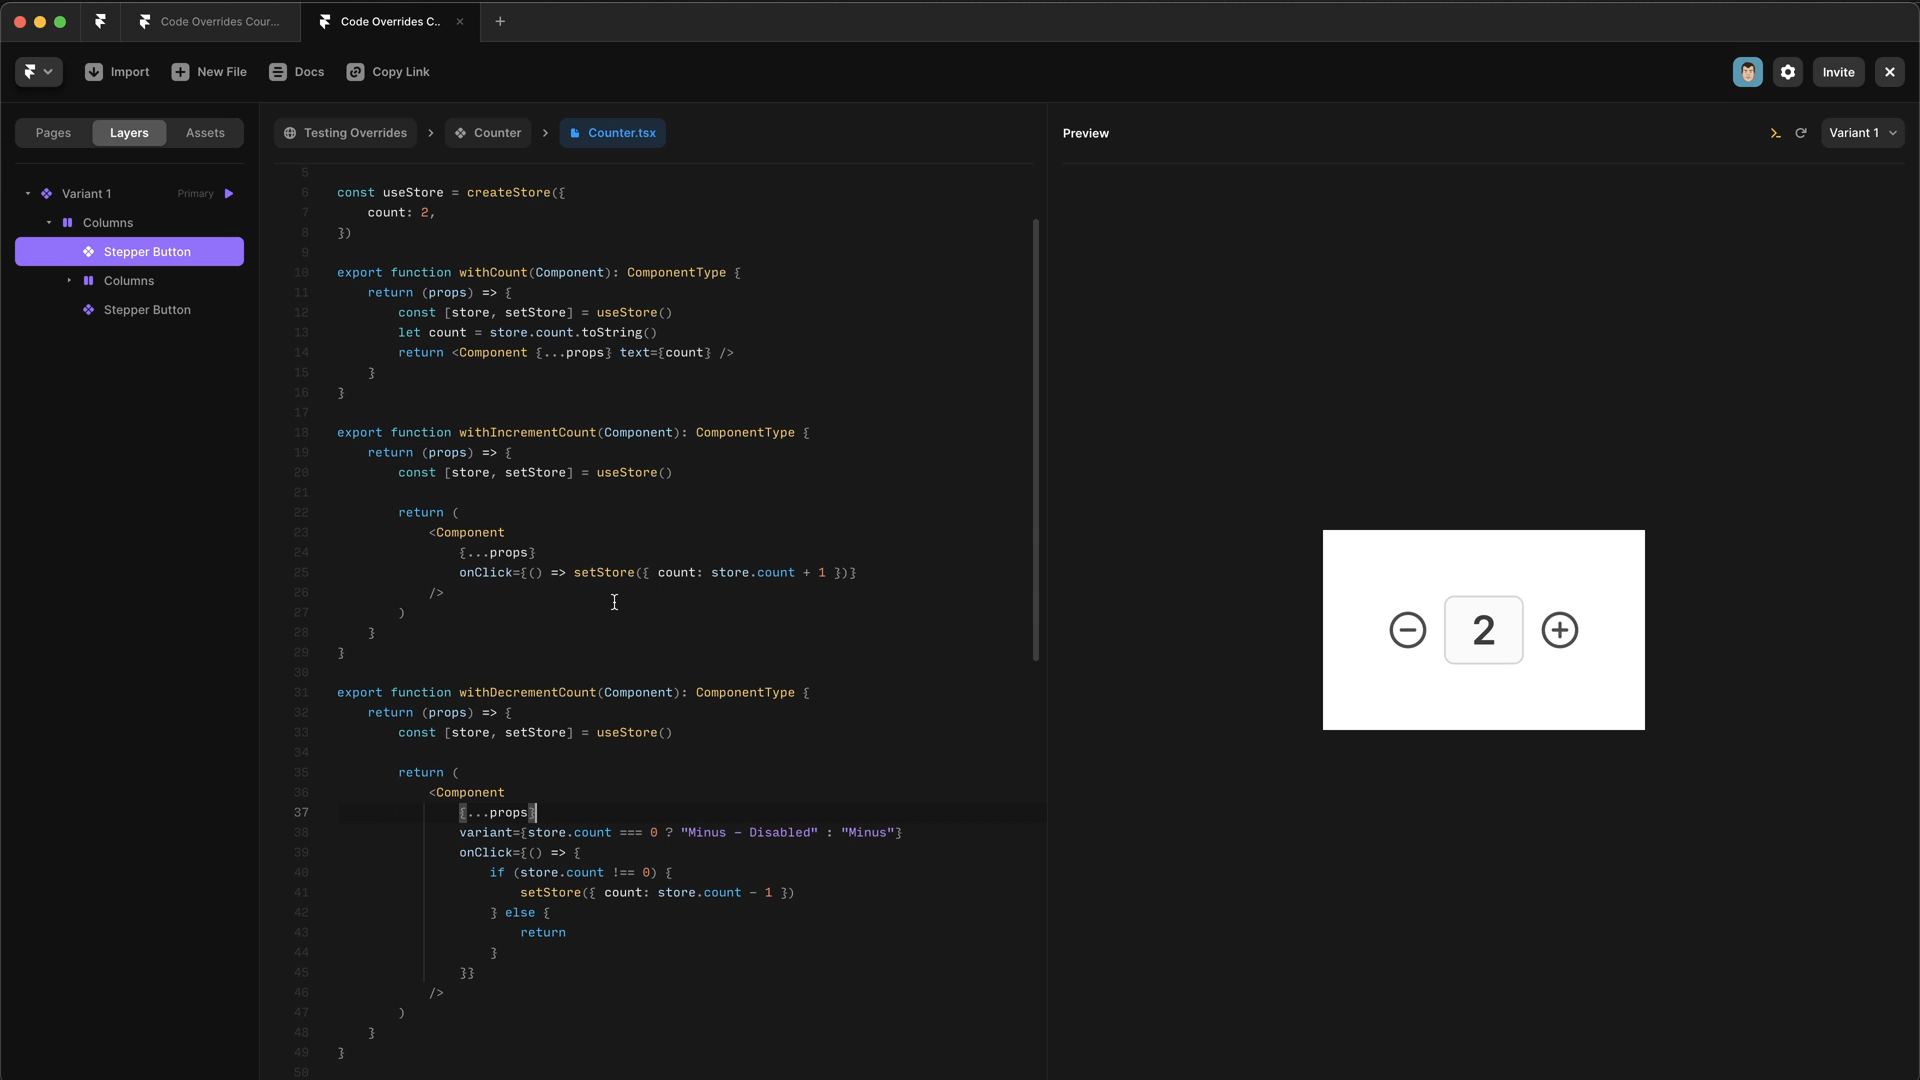 Code Overrides Cour...
Code Overrides C..
Import
New File
Docs
Copy Link
Invite
Pages
Layers
Assets
Testing Overrides
Counter
Counter.tsx
Preview
Variant 1
Variant 1
Primary
Columns
Stepper Button
Columns
Stepper Button
5
6 const useStore = createStore({
7 count: 2,
8 })
9
10 export function withCount(Component): ComponentType {
11 return (props) => {
12 const [store, setStore] = useStore()
13 let count = store.count.toString()
14 return <Component {...props} text={count} />
15 }
16 }
17
18 export function withIncrementCount(Component): ComponentType {
19 return (props) => {
20 const [store, setStore] = useStore()
21
22 return (
23 <Component
24 {...props}
25 onClick={() => setStore({ count: store.count + 1 })}
26 />
27 )
28 }
29 }
30
31 export function withDecrementCount(Component): ComponentType {
32 return (props) => {
33 const [store, setStore] = useStore()
34
35 return (
36 <Component
37 {...props}
38 variant={store.count === 0 ? "Minus - Disabled" : "Minus"}
39 onClick={() => {
40 if (store.count !== 0) {
41 setStore({ count: store.count - 1 })
42 } else {
43 return
44 }
45 }}
46 />
47 )
48 }
49 }
50
2